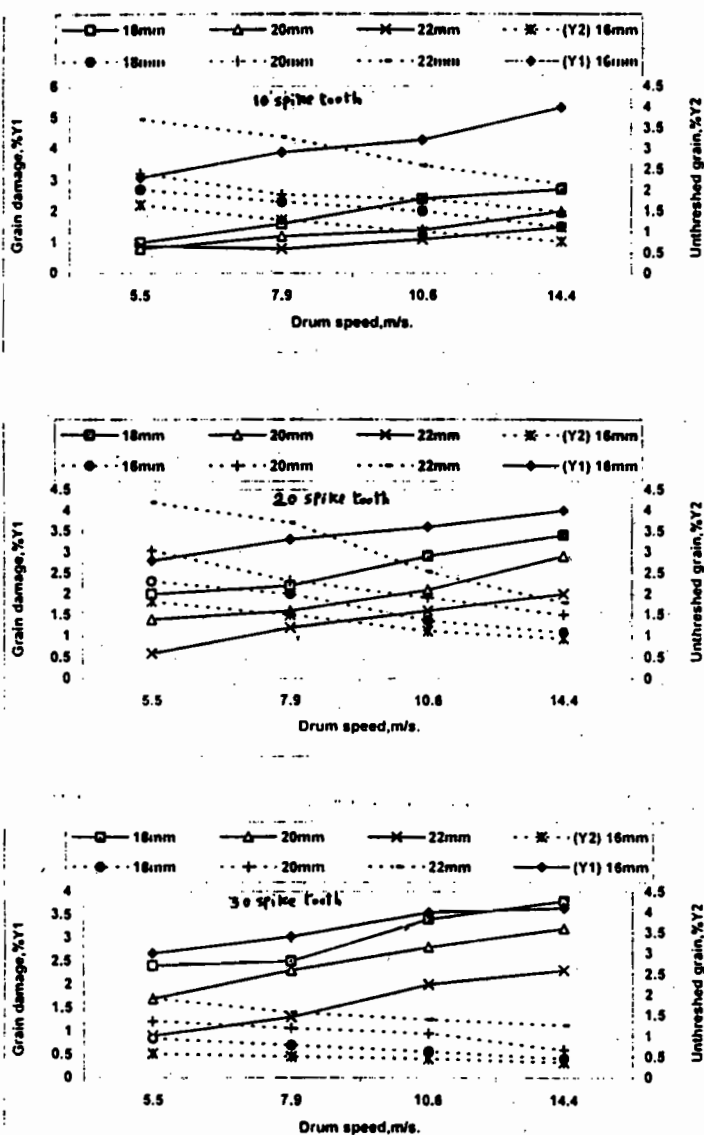 18mm 20mm 22mm (Y2) 16mm
18mm 20mm 22mm (Y1) 16mm
10 spike tooth
Grain damage,%Y1
6
5
4
3
2
1
0
Unthreshed grain,%Y2
4.5
4
3.5
3
2.5
2
1.5
1
0.5
0
5.5 7.9 10.6 14.4
Drum speed,m/s.
18mm 20mm 22mm (Y2) 16mm
16mm 20mm 22mm (Y1) 16mm
20 spike tooth
Grain damage,%Y1
4.5
4
3.5
3
2.5
2
1.5
1
0.5
0
Unthreshed grain,%Y2
4.5
4
3.5
3
2.5
2
1.5
1
0.5
0
5.5 7.9 10.6 14.4
Drum speed,m/s.
16mm 20mm 22mm (Y2) 16mm
16mm 20mm 22mm (Y1) 16mm
30 spike tooth
Grain damage,%Y1
4
3.5
3
2.5
2
1.5
1
0.5
0
Unthreshed grain,%Y2
4.5
4
3.5
3
2.5
2
1.5
1
0.5
0
5.5 7.9 10.6 14.4
Drum speed,m/s.